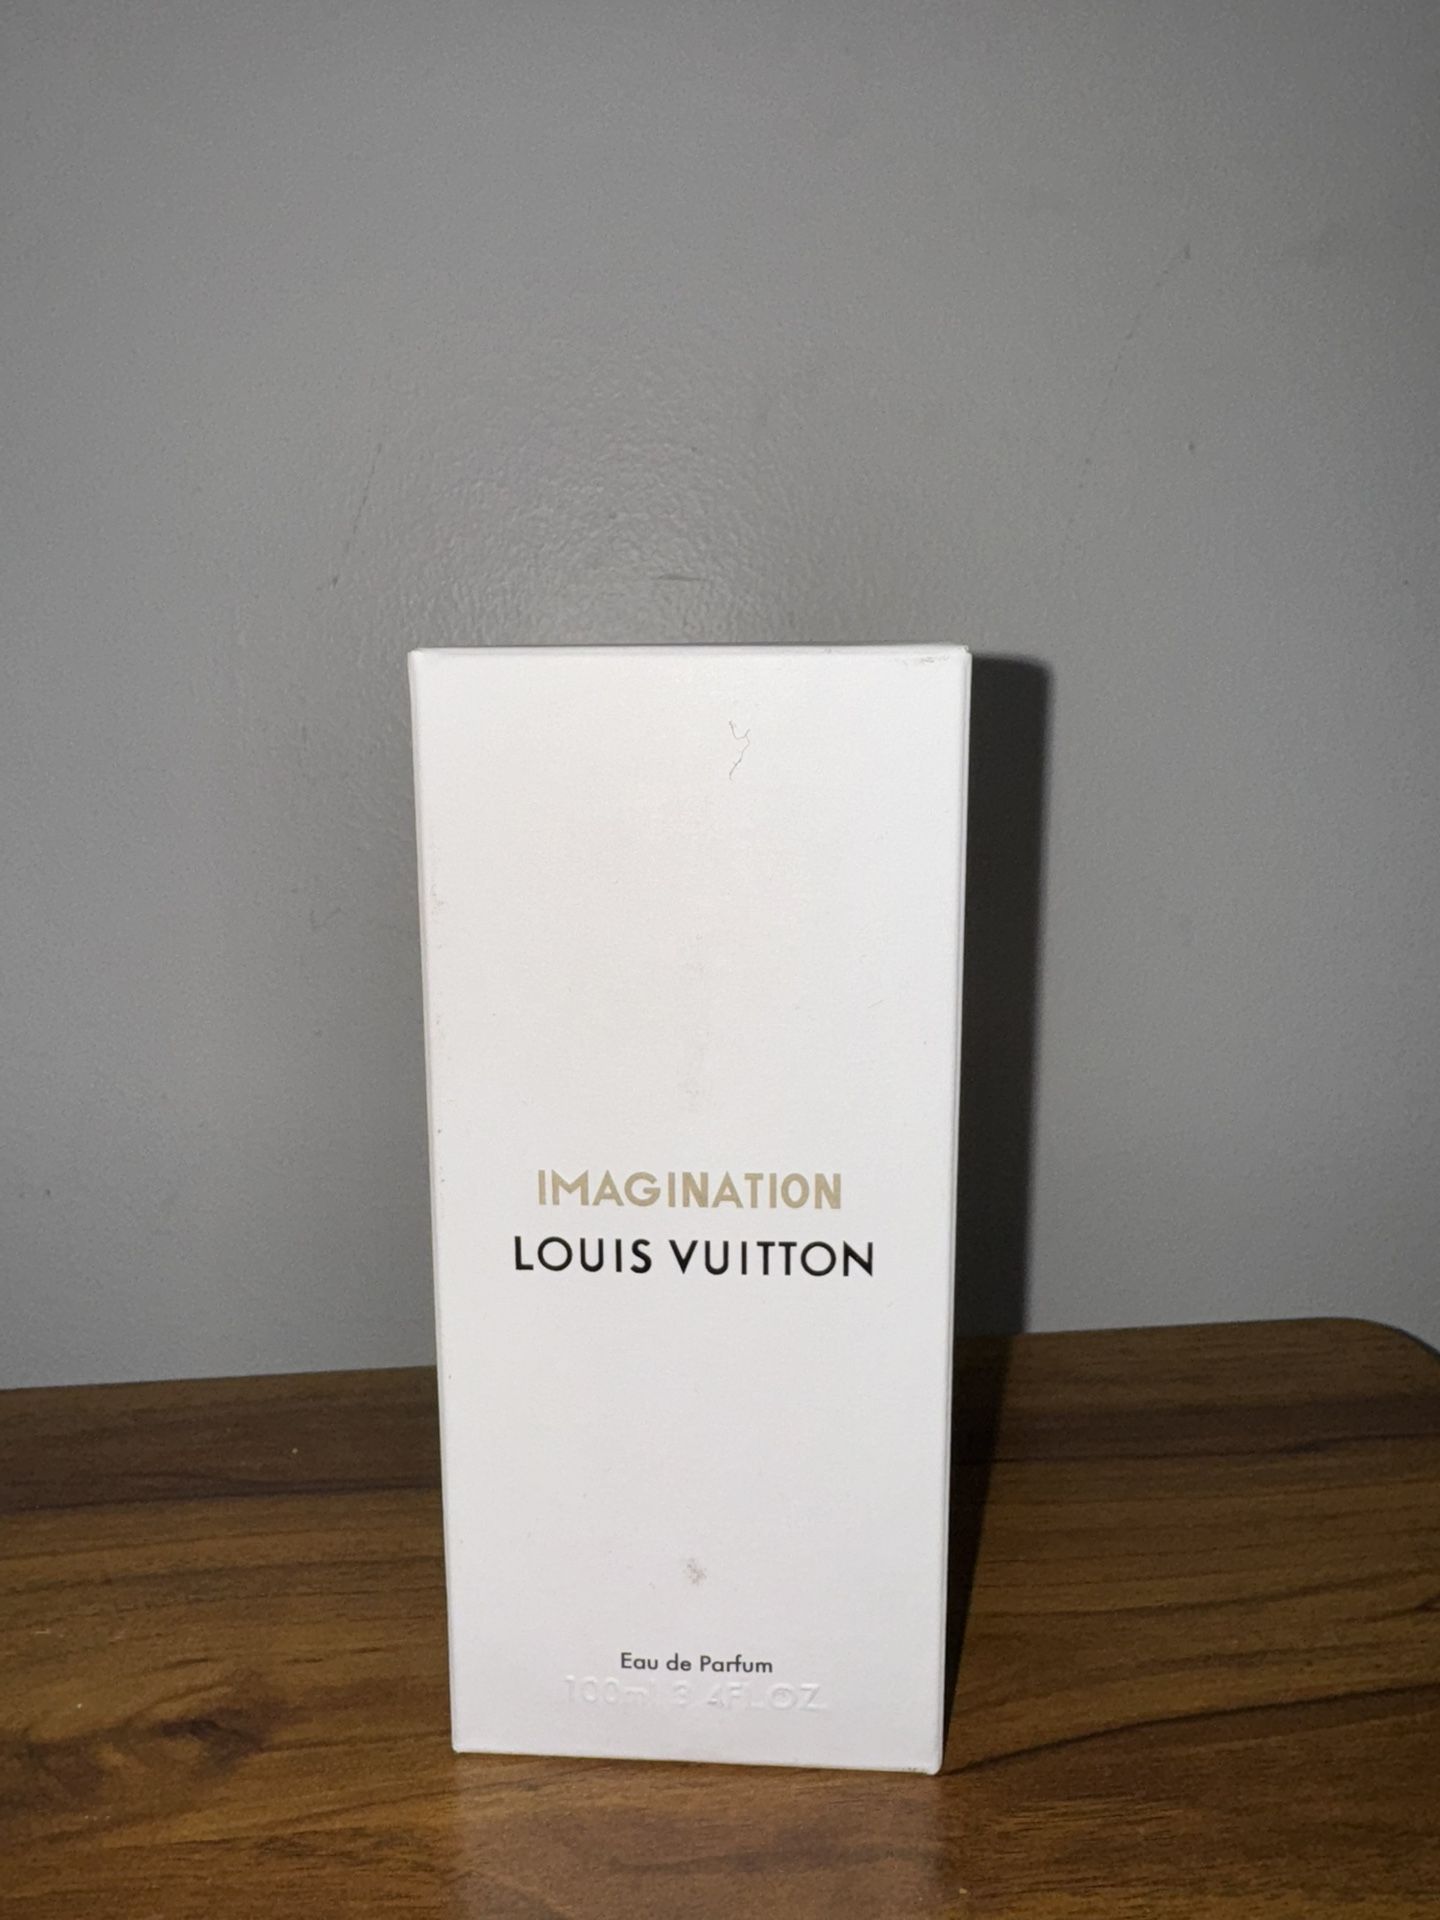 IMAGINATION
LOUIS VUITTON
Eau de Parfum
100ml 3.4FL.OZ